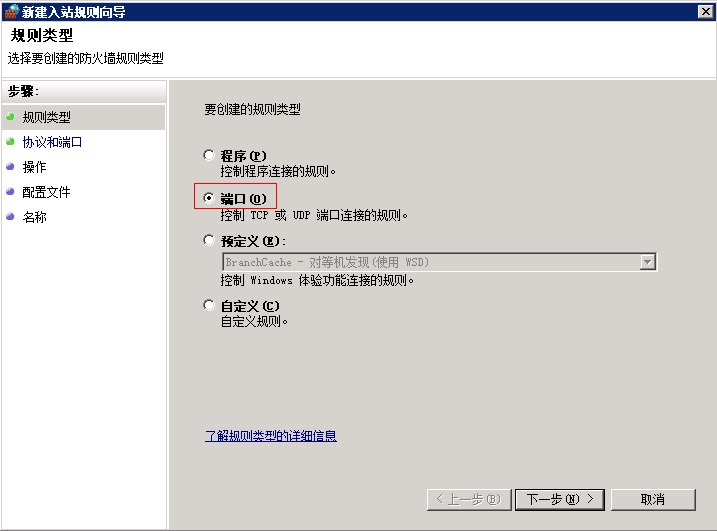 新建入站规则向导
规则类型
选择要创建的防火墙规则类型
步骤:
规则类型
协议和端口
操作
配置文件
名称
要创建的规则类型
程序(P)
控制程序连接的规则。
端口(O)
控制 TCP 或 UDP 端口连接的规则。
预定义(E):
BranchCache - 对等机发现(使用 WSD)
控制 Windows 体验功能连接的规则。
自定义(C)
自定义规则。
了解规则类型的详细信息
< 上一步(B)
下一步(N) >
取消